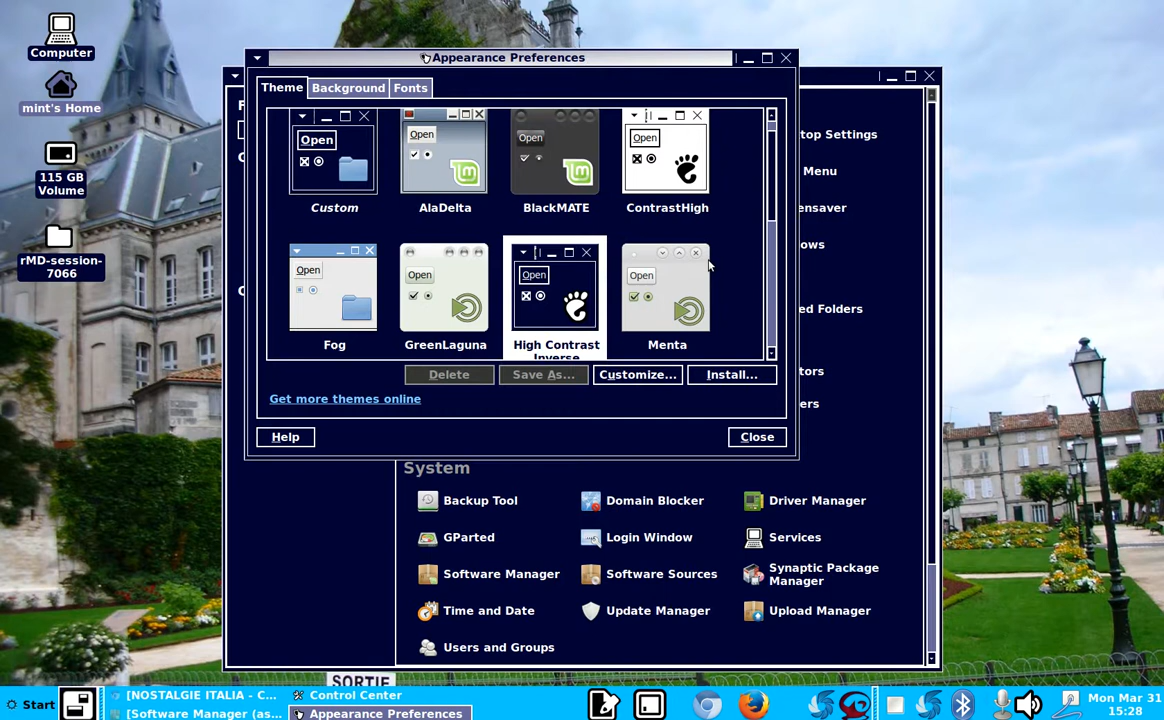 Computer
mint's Home
115 GB
Volume
rMD-session-
7066
Appearance Preferences
Theme
Background
Fonts
Open
Open
Open
Open
Custom
AlaDelta
BlackMATE
ContrastHigh
Open
Open
Open
Open
Fog
GreenLaguna
High Contrast
Inverse
Menta
Delete
Save As...
Customize...
Install...
Get more themes online
Help
Close
top Settings
Menu
ensaver
ows
ed Folders
tors
ers
System
Backup Tool
Domain Blocker
Driver Manager
GParted
Login Window
Services
Software Manager
Software Sources
Synaptic Package
Manager
Time and Date
Update Manager
Upload Manager
Users and Groups
SORTIE
Start
[NOSTALGIE ITALIA - C...
Control Center
[Software Manager (as...
Appearance Preferences
Mon Mar 31
15:28